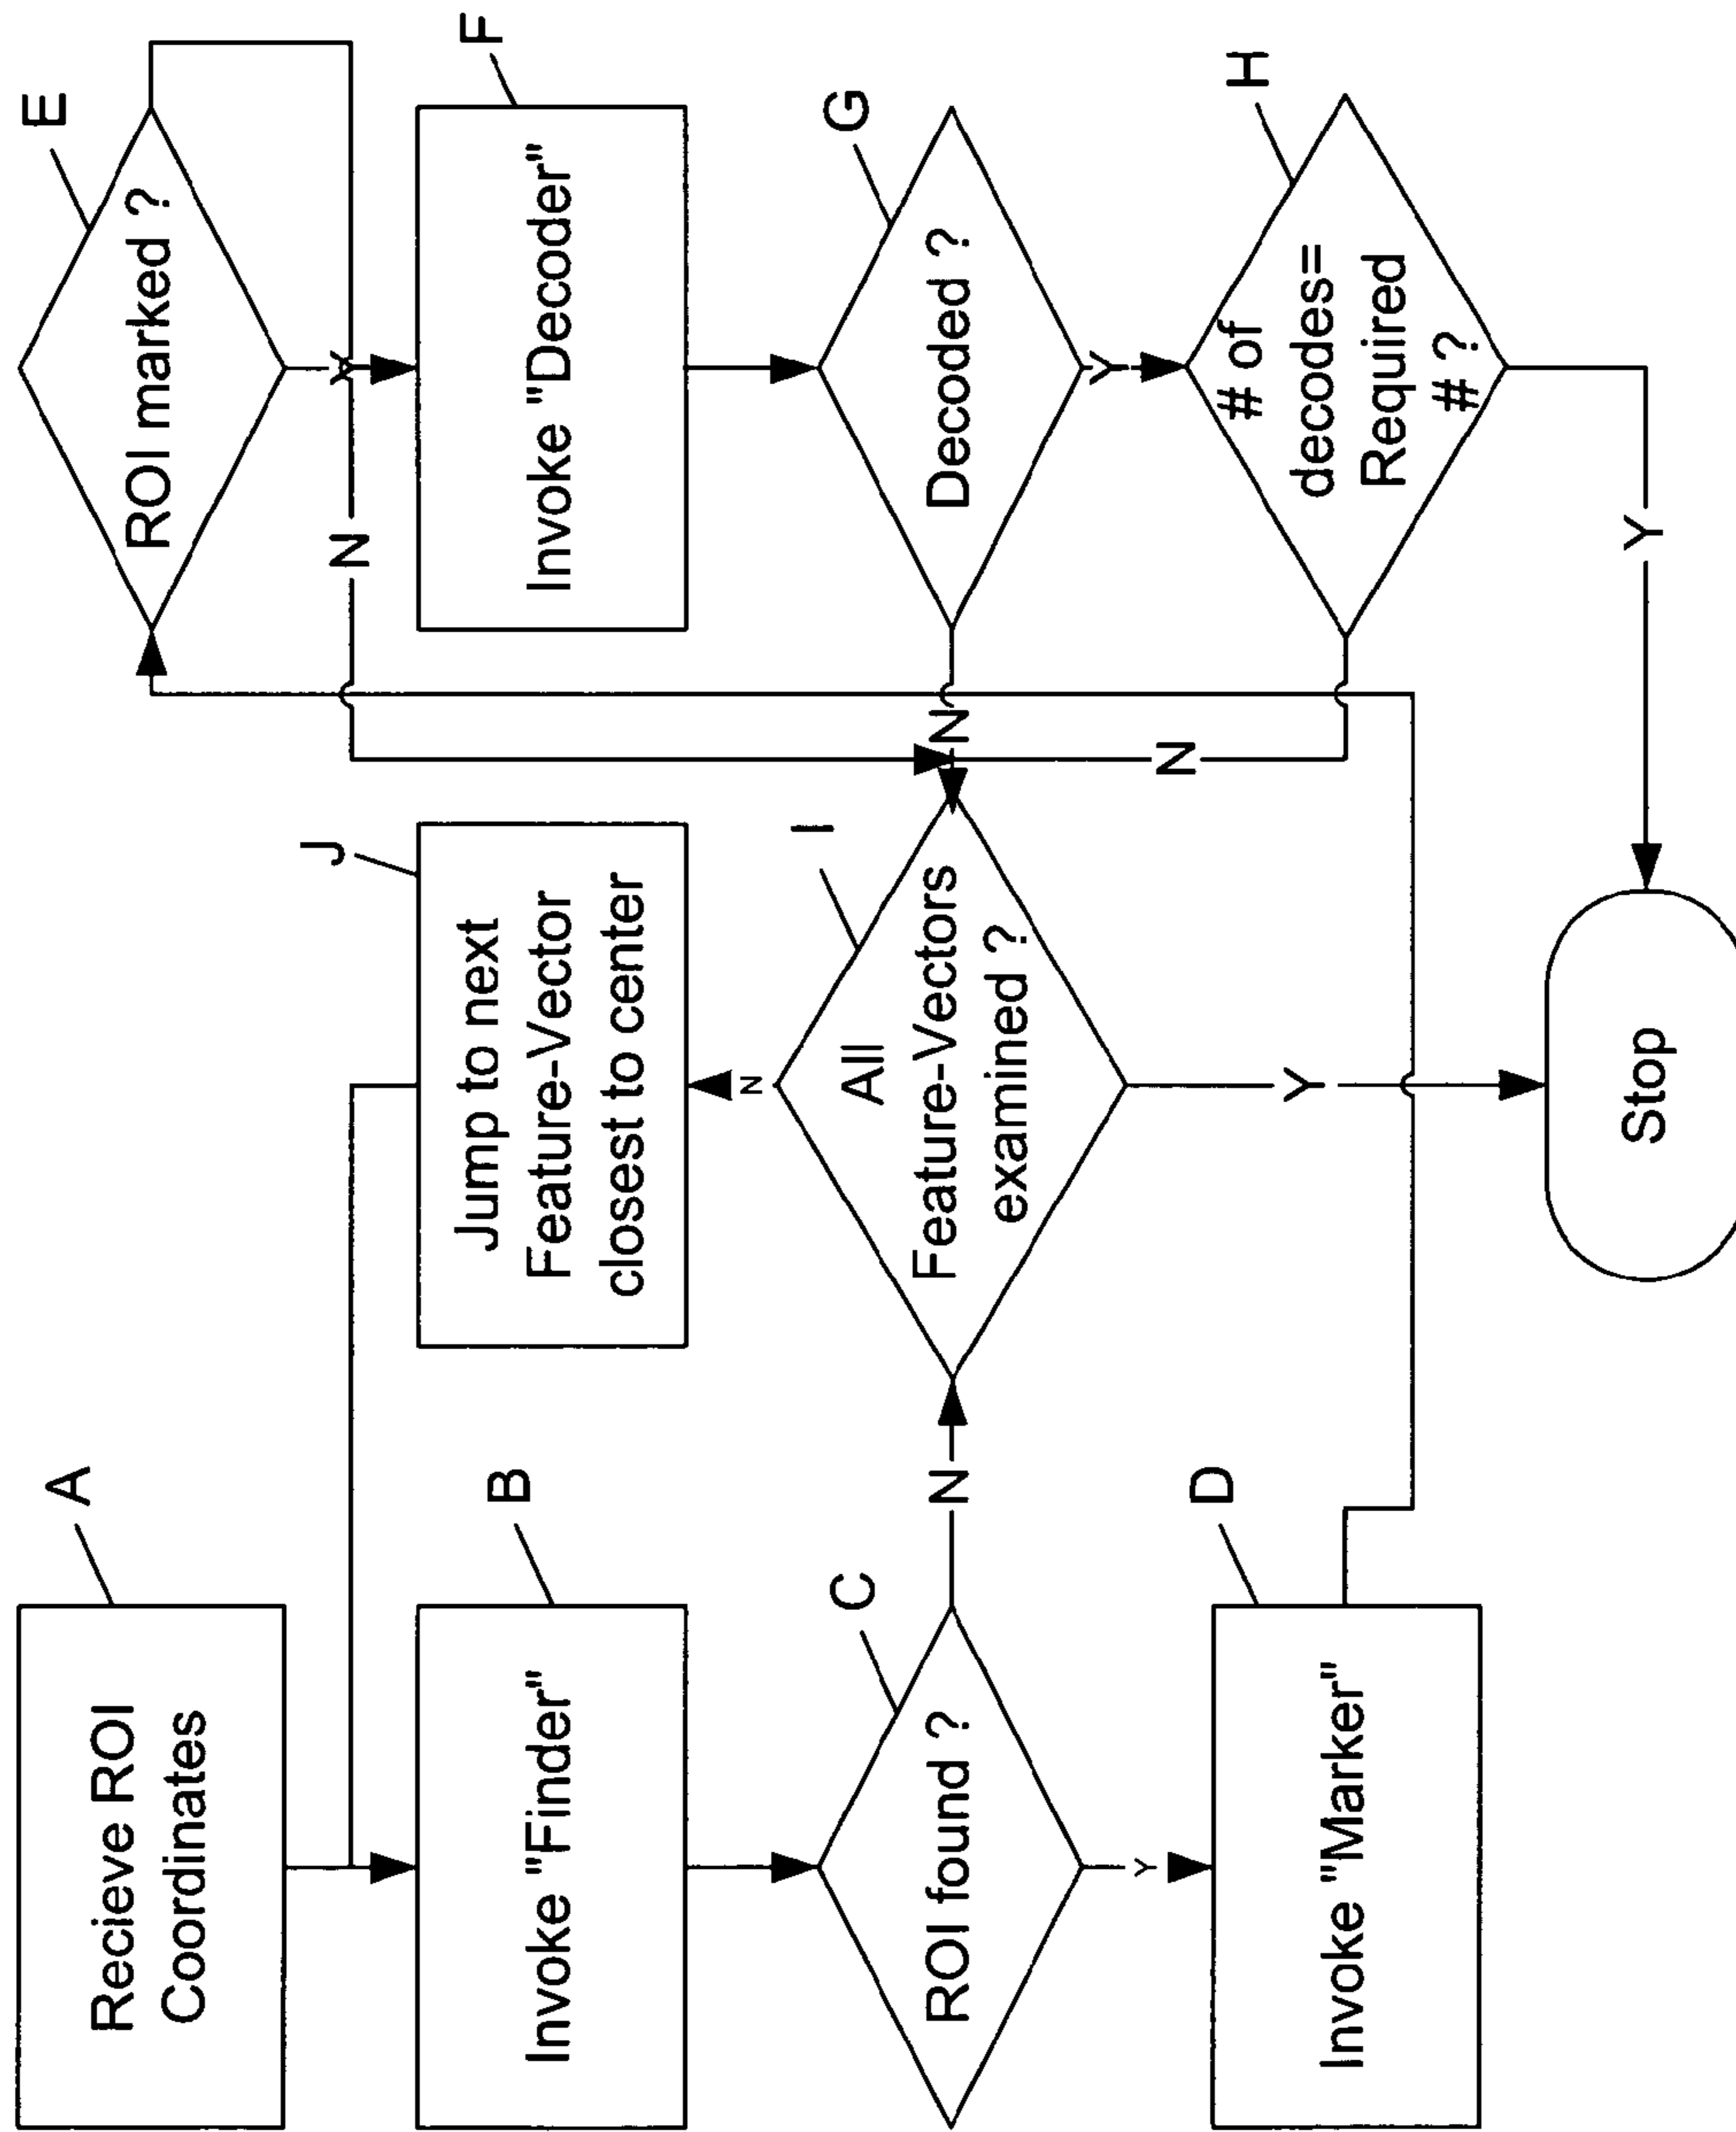 A
Recieve ROI
Coordinates
B
Invoke "Finder"
C
ROI found ?
N
Y
D
Invoke "Marker"
J
Jump to next
Feature-Vector
closest to center
N
I
All
Feature-Vectors
examined ?
Y
Stop
E
ROI marked ?
Y
N
F
Invoke "Decoder"
G
Decoded ?
N
Y
H
# of
decodes=
Required
# ?
N
Y